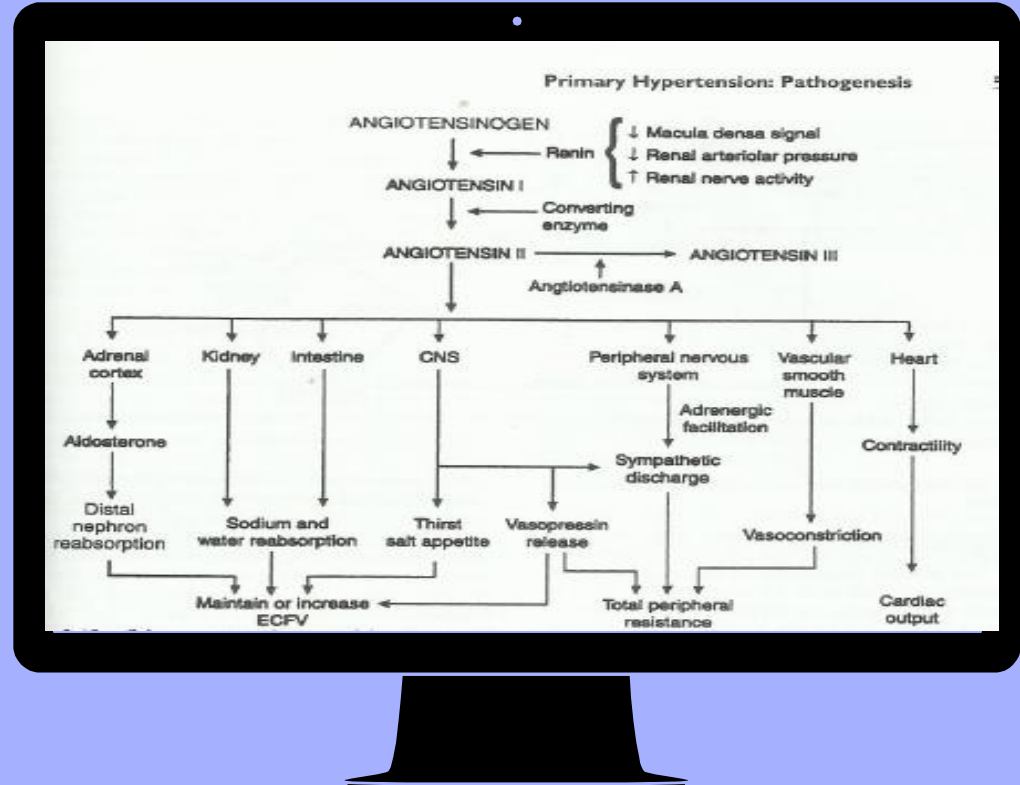 Primary Hypertension: Pathogenesis
ANGIOTENSINOGEN
Renin
↓ Macula densa signal
↓ Renal arteriolar pressure
↑ Renal nerve activity
ANGIOTENSIN I
Converting
enzyme
ANGIOTENSIN II
ANGIOTENSIN III
Angtiotensinase A
Adrenal
cortex
Kidney
Intestine
CNS
Peripheral nervous
system
Vascular
smooth
muscle
Heart
Adrenergic
facilitation
Aldosterone
Contractility
Sympathetic
discharge
Distal
nephron
reabsorption
Sodium and
water reabsorption
Thirst
salt appetite
Vasopressin
release
Vasoconstriction
Maintain or increase
ECFV
Total peripheral
resistance
Cardiac
output